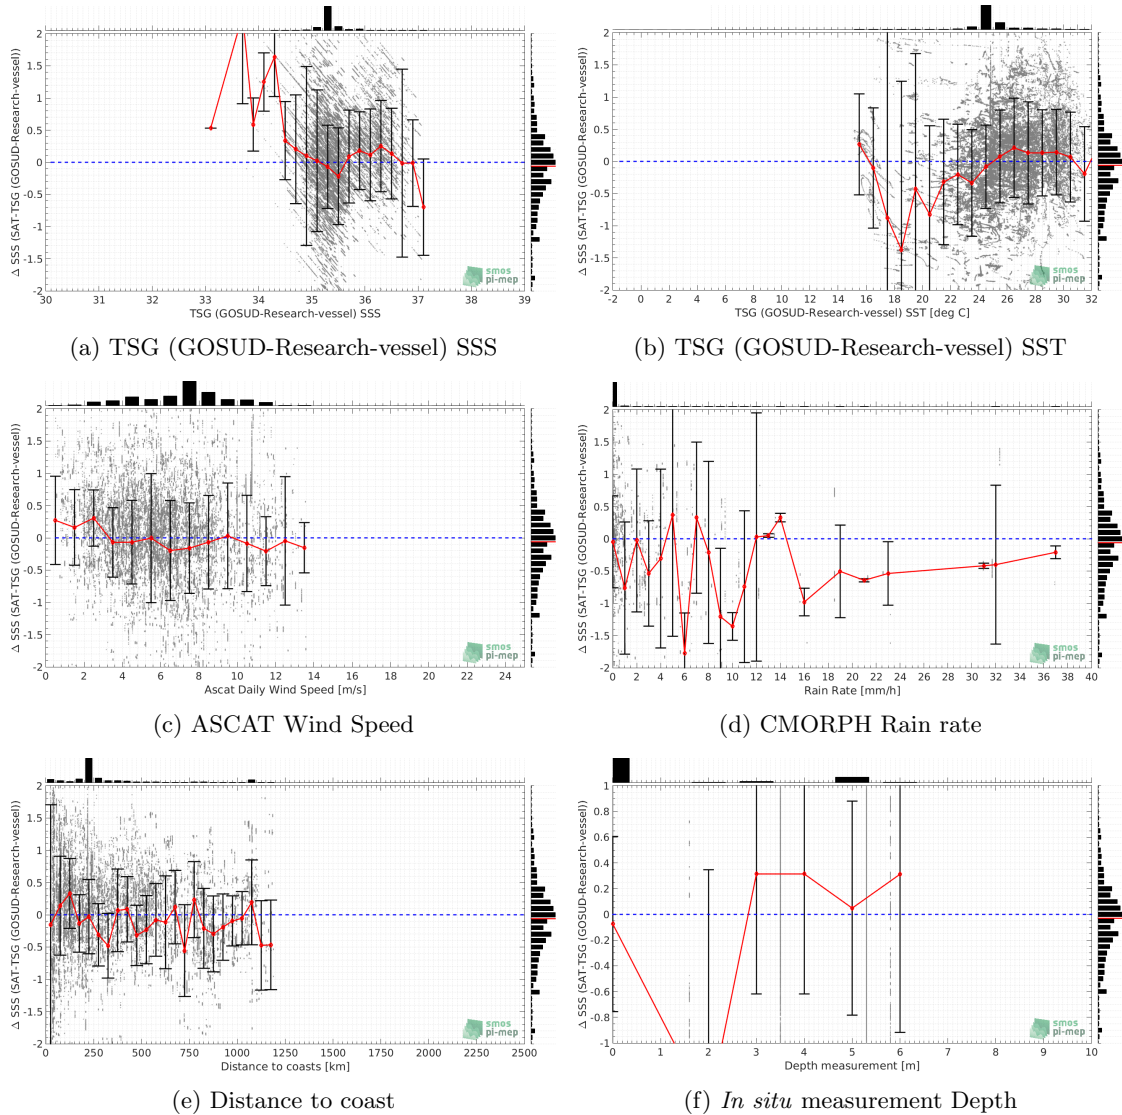 Δ SSS (SAT-TSG (GOSUD-Research-vessel))
2
1.5
1
0.5
0
-0.5
-1
-1.5
-2
30 31 32 33 34 35 36 37 38 39
TSG (GOSUD-Research-vessel) SSS
smos
pi-mep
(a) TSG (GOSUD-Research-vessel) SSS
Δ SSS (SAT-TSG (GOSUD-Research-vessel))
2
1.5
1
0.5
0
-0.5
-1
-1.5
-2
-2 0 2 4 6 8 10 12 14 16 18 20 22 24 26 28 30 32
TSG (GOSUD-Research-vessel) SST [deg C]
smos
pi-mep
(b) TSG (GOSUD-Research-vessel) SST
Δ SSS (SAT-TSG (GOSUD-Research-vessel))
2
1.5
1
0.5
0
-0.5
-1
-1.5
-2
0 2 4 6 8 10 12 14 16 18 20 22 24
Ascat Daily Wind Speed [m/s]
smos
pi-mep
(c) ASCAT Wind Speed
Δ SSS (SAT-TSG (GOSUD-Research-vessel))
2
1.5
1
0.5
0
-0.5
-1
-1.5
-2
0 2 4 6 8 10 12 14 16 18 20 22 24 26 28 30 32 34 36 38 40
Rain Rate [mm/h]
smos
pi-mep
(d) CMORPH Rain rate
Δ SSS (SAT-TSG (GOSUD-Research-vessel))
2
1.5
1
0.5
0
-0.5
-1
-1.5
-2
0 250 500 750 1000 1250 1500 1750 2000 2250 2500
Distance to coasts [km]
smos
pi-mep
(e) Distance to coast
Δ SSS (SAT-TSG (GOSUD-Research-vessel))
1
0.8
0.6
0.4
0.2
0
-0.2
-0.4
-0.6
-0.8
-1
0 1 2 3 4 5 6 7 8 9 10
Depth measurement [m]
smos
pi-mep
(f) In situ measurement Depth